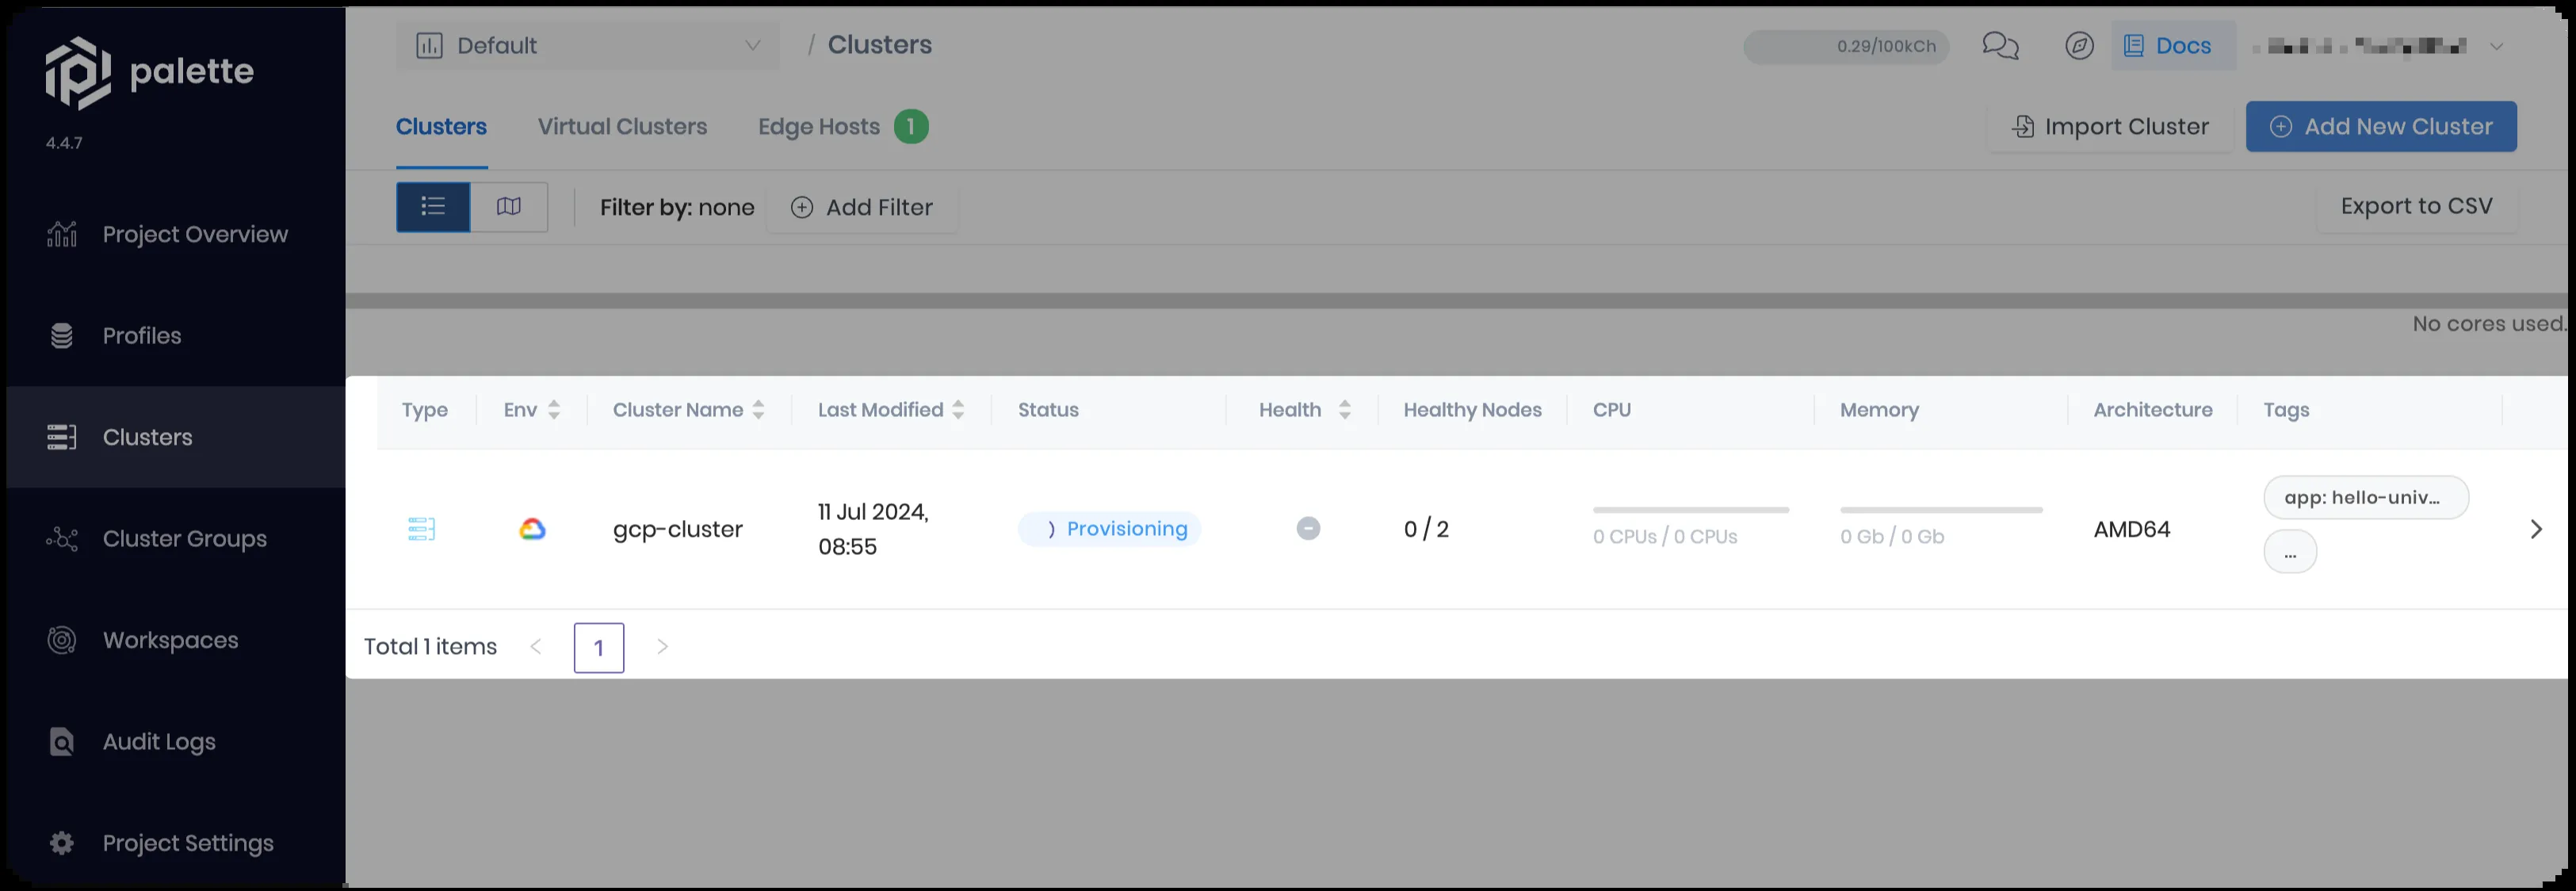 palette
4.4.7
Project Overview
Profiles
Clusters
Cluster Groups
Workspaces
Audit Logs
Project Settings
Default / Clusters 0.29/100kCh Docs
Clusters Virtual Clusters Edge Hosts 1 Import Cluster Add New Cluster
Filter by: none Add Filter Export to CSV
No cores used.
Type Env Cluster Name Last Modified Status Health Healthy Nodes CPU Memory Architecture Tags
gcp-cluster 11 Jul 2024, 08:55 Provisioning 0 / 2 0 CPUs / 0 CPUs 0 Gb / 0 Gb AMD64 app: hello-univ...
...
Total 1 items < 1 >